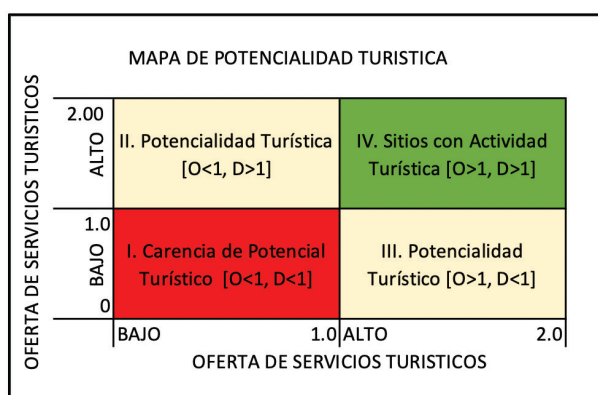 MAPA DE POTENCIALIDAD TURISTICA
OFERTA DE SERVICIOS TURISTICOS
2.00
ALTO
II. Potencialidad Turística
[O<1, D>1]
IV. Sitios con Actividad
Turística [O>1, D>1]
1.0
BAJO
0
I. Carencia de Potencial
Turístico [O<1, D<1]
III. Potencialidad
Turístico [O>1, D<1]
BAJO 1.0 ALTO 2.0
OFERTA DE SERVICIOS TURISTICOS